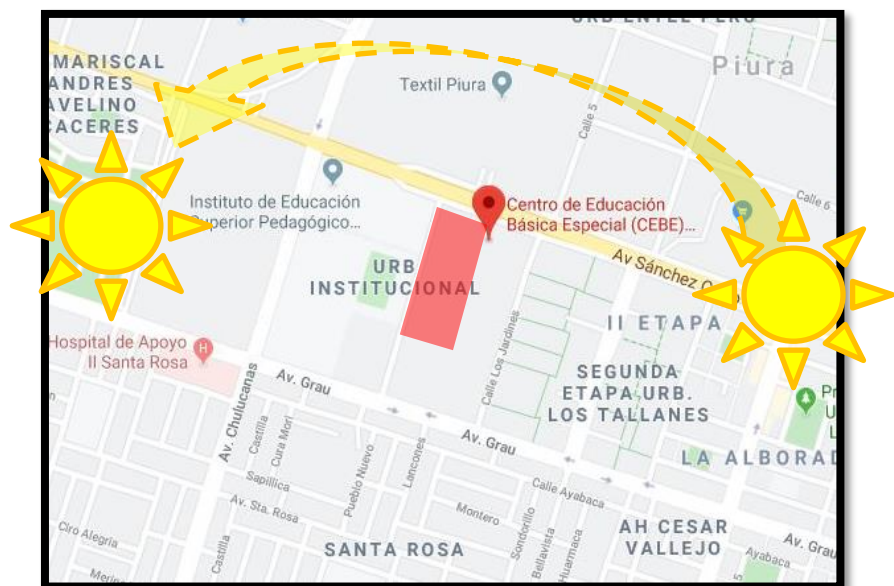 URB ENTEL PERU
MARISCAL
ANDRES
AVELINO
CACERES
Textil Piura
Piura
Calle 5
Calle 6
Instituto de Educación
Superior Pedagógico...
Centro de Educación
Básica Especial (CEBE)...
URB
INSTITUCIONAL
Av Sánchez
II ETAPA
Hospital de Apoyo
II Santa Rosa
H
Calle Los Jardines
SEGUNDA
ETAPA URB.
LOS TALLANES
Av. Grau
Av. Chulucanas
Castilla
Cura Mori
Pueblo Nuevo
Lancones
Av. Grau
LA ALBORAD
Sapillica
Av. Sta. Rosa
Calle Ayabaca
Montero
Sondorillo
Bellavista
Huarmaca
AH CESAR
VALLEJO
Av. Grau
Ayabaca
Ciro Alegría
Castilla
SANTA ROSA